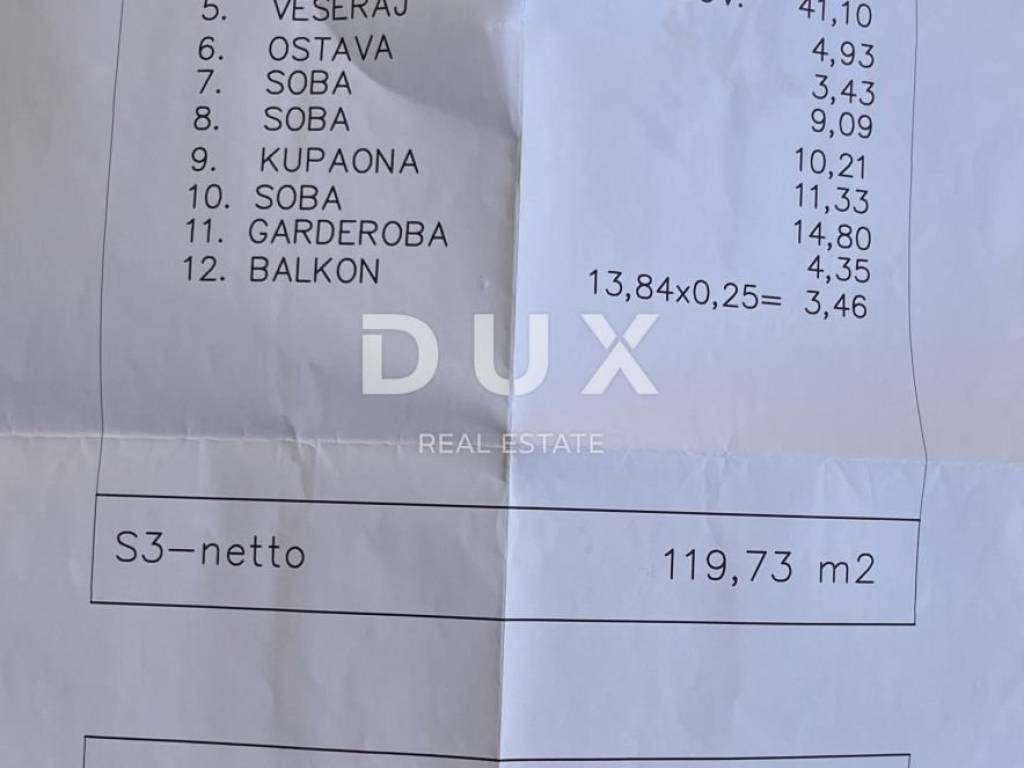 41,10
5. VEŠERAJ 4,93
6. OSTAVA 3,43
7. SOBA 9,09
8. SOBA 10,21
9. KUPAONA 11,33
10. SOBA 14,80
11. GARDEROBA 4,35
12. BALKON 13,84x0,25= 3,46
DUX
REAL ESTATE
S3-netto 119,73 m2